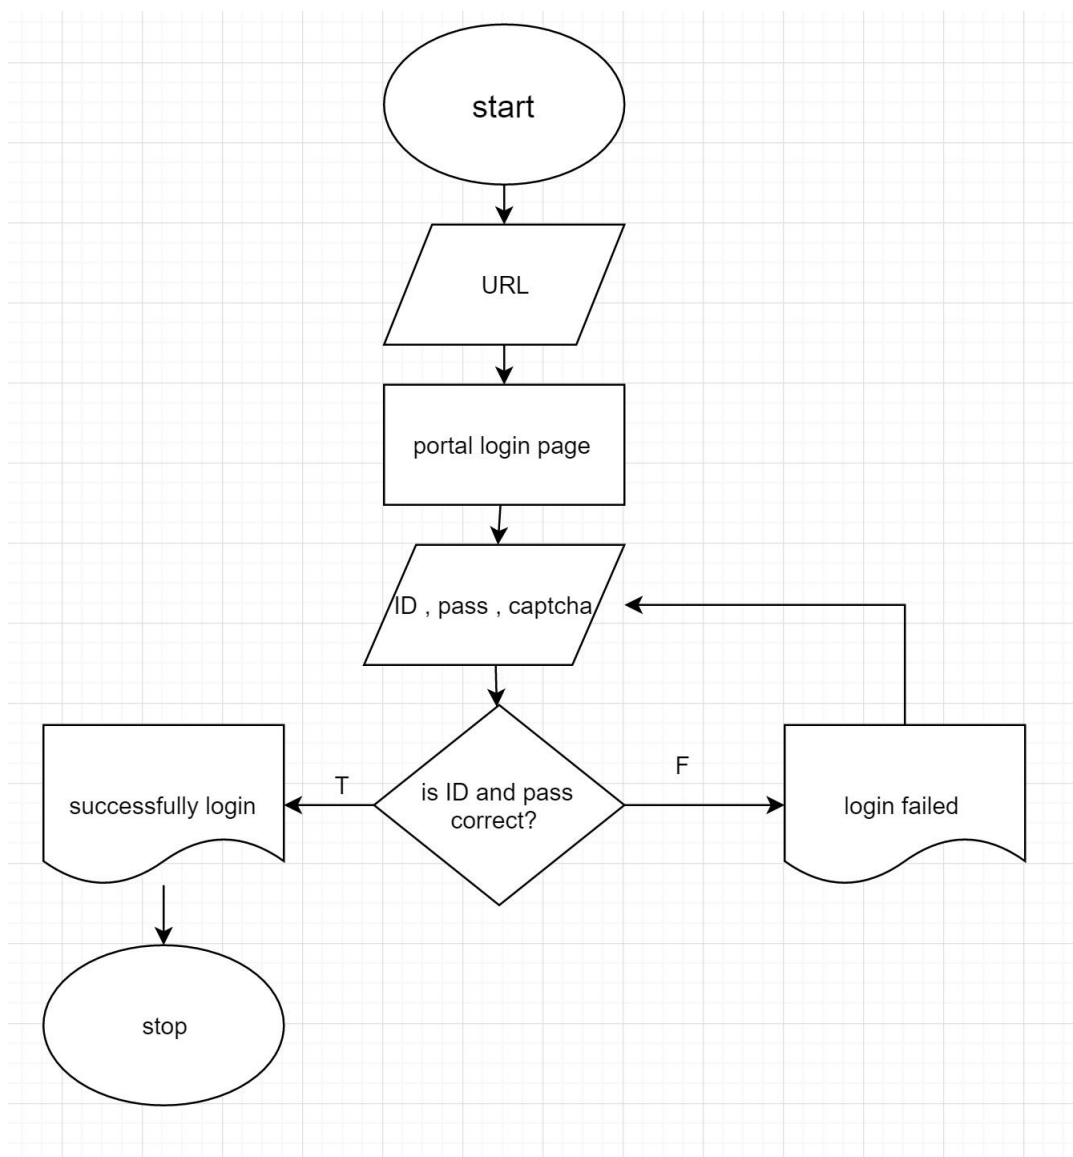 start
URL
portal login page
ID , pass , captcha
successfully login
T
is ID and pass
correct?
F
login failed
stop